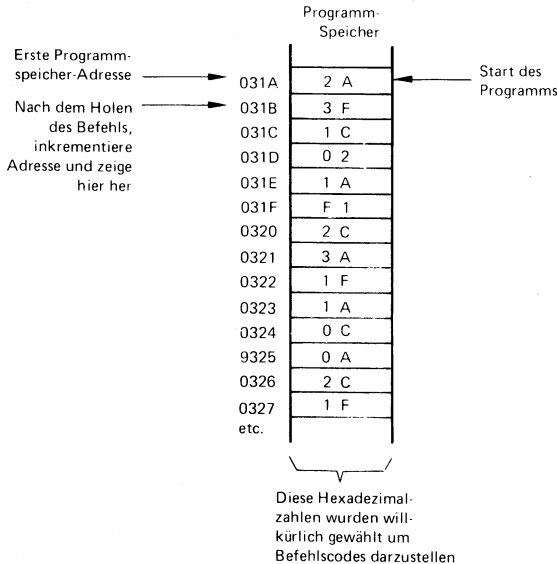 Programm-
Speicher
Erste Programm-
speicher-Adresse
Start des
Programms
Nach dem Holen
des Befehls,
inkrementiere
Adresse und zeige
hier her
031A 2 A
031B 3 F
031C 1 C
031D 0 2
031E 1 A
031F F 1
0320 2 C
0321 3 A
0322 1 F
0323 1 A
0324 0 C
9325 0 A
0326 2 C
0327 1 F
etc.
Diese Hexadezimal-
zahlen wurden will-
kürlich gewählt um
Befehlscodes darzustellen